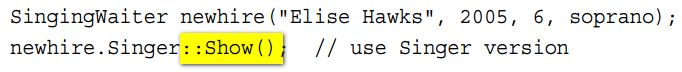 SingingWaiter newhire("Elise Hawks", 2005, 6, soprano);
newhire.Singer::Show();  // use Singer version